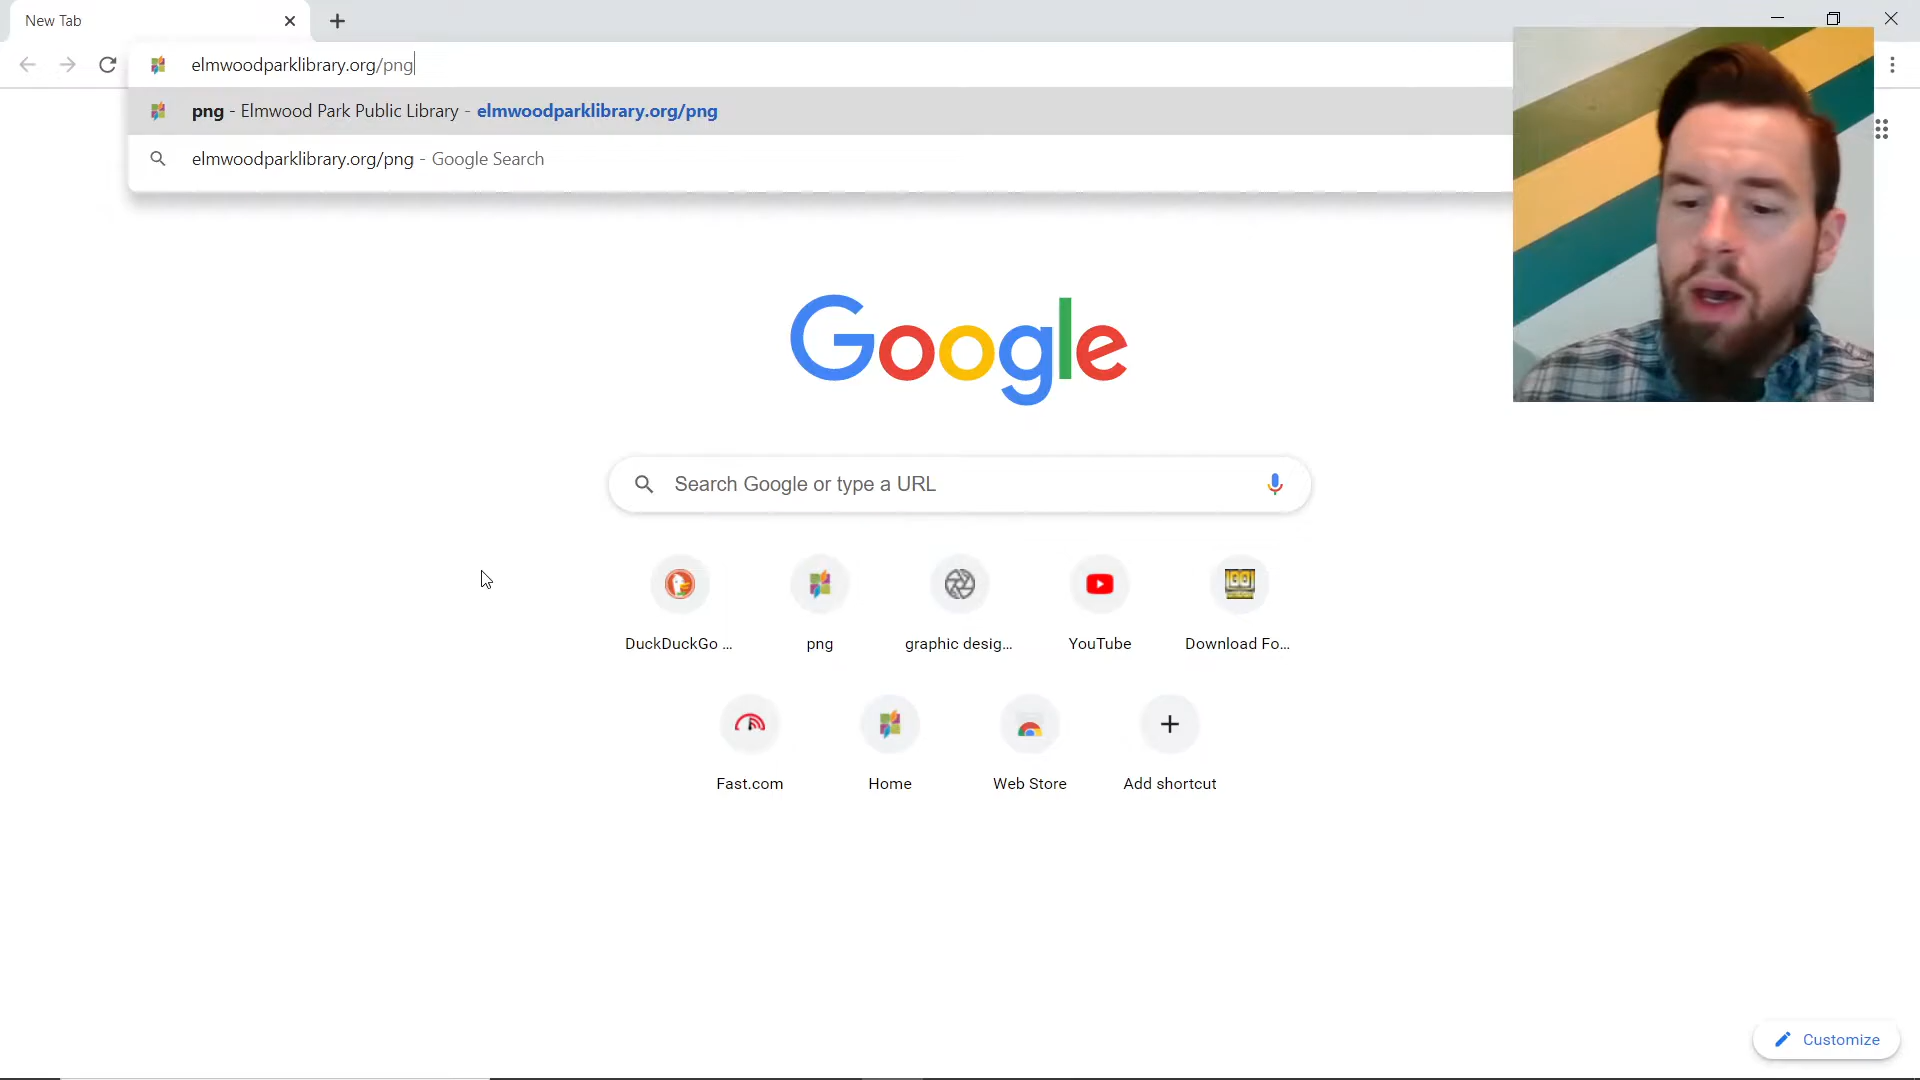 New Tab
elmwoodparklibrary.org/png
png - Elmwood Park Public Library - elmwoodparklibrary.org/png
elmwoodparklibrary.org/png - Google Search
Google
Search Google or type a URL
DuckDuckGo ...
png
graphic desig...
YouTube
Download Fo...
Fast.com
Home
Web Store
Add shortcut
Customize